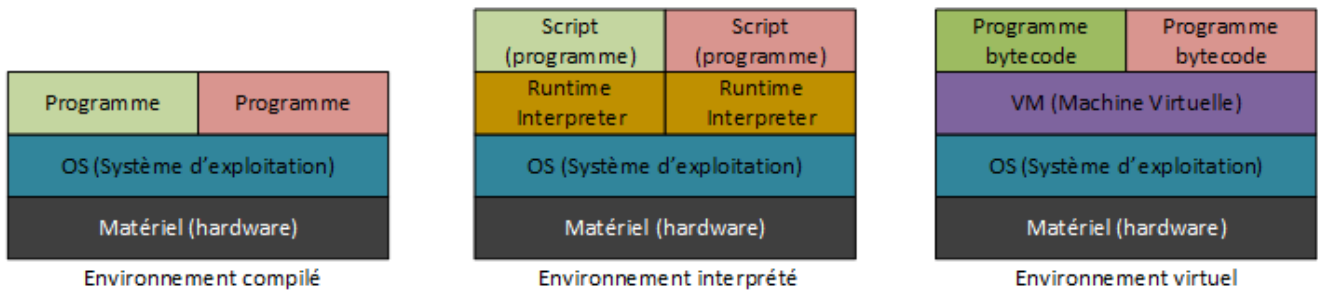 Programme
Programme
OS (Système d'exploitation)
Matériel (hardware)
Environnement compilé
Script
(programme)
Script
(programme)
Runtime
Interpreter
Runtime
Interpreter
OS (Système d'exploitation)
Matériel (hardware)
Environnement interprété
Programme
bytecode
Programme
bytecode
VM (Machine Virtuelle)
OS (Système d'exploitation)
Matériel (hardware)
Environnement virtuel